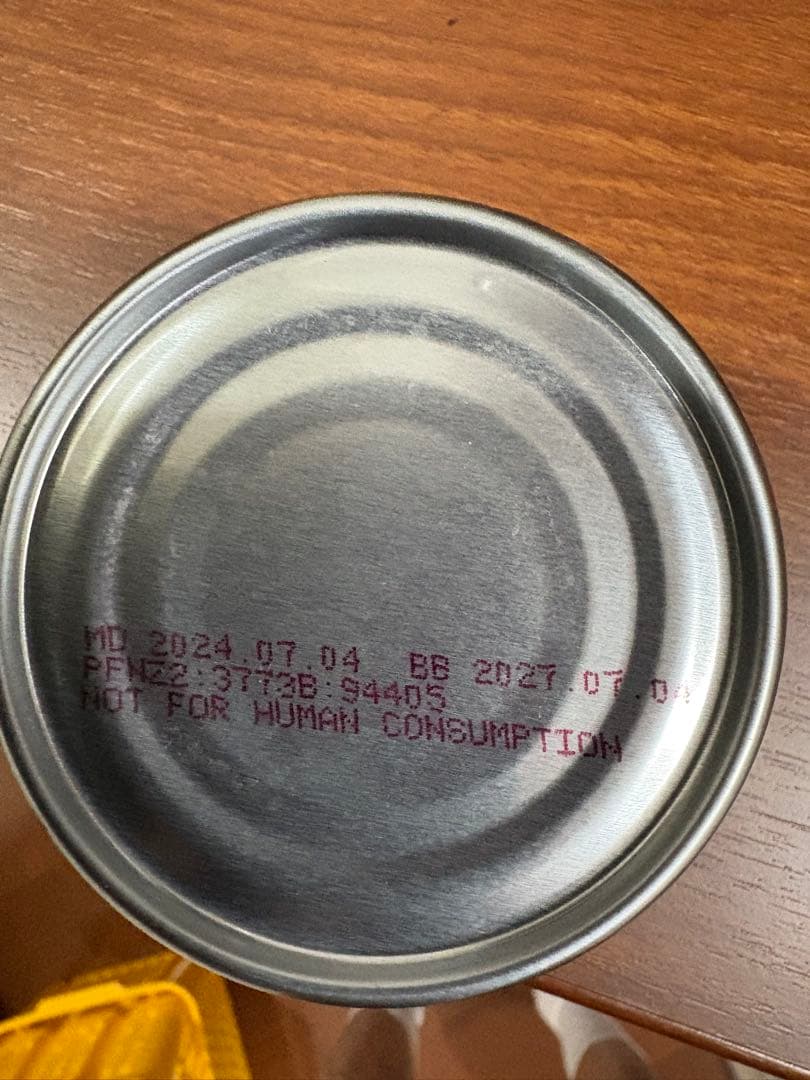 MD 2024.07.04 BB 2027.07.04
PFNZ2:3773B:94405
NOT FOR HUMAN CONSUMPTION